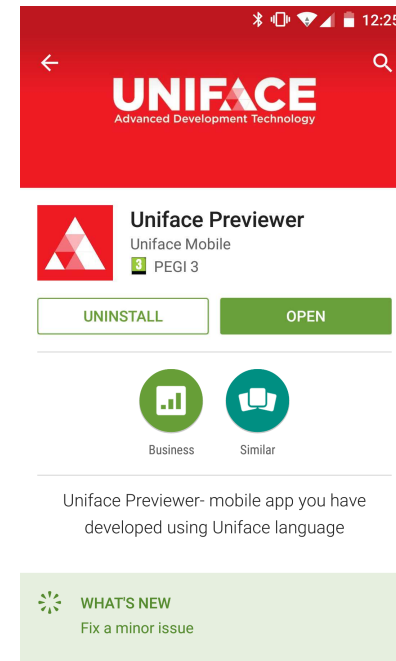 12:25
UNIFACE
Advanced Development Technology
Uniface Previewer
Uniface Mobile
3 PEGI 3
UNINSTALL
OPEN
Business
Similar
Uniface Previewer- mobile app you have
developed using Uniface language
WHAT'S NEW
Fix a minor issue